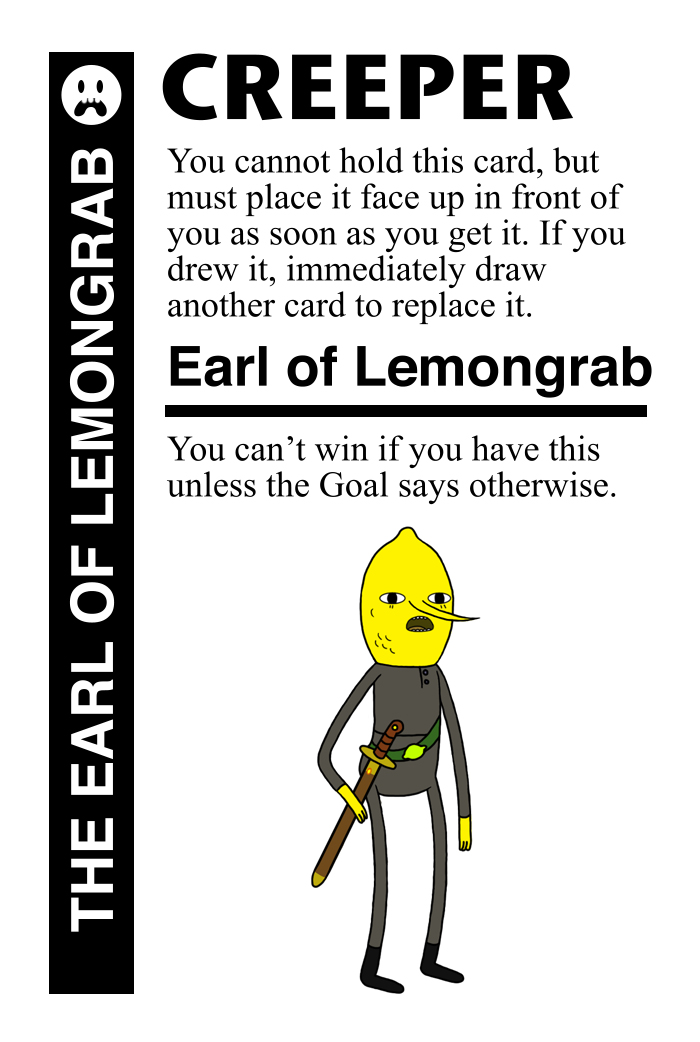 THE EARL OF LEMONGRAB
CREEPER
You cannot hold this card, but
must place it face up in front of
you as soon as you get it. If you
drew it, immediately draw
another card to replace it.
Earl of Lemongrab
You can’t win if you have this
unless the Goal says otherwise.